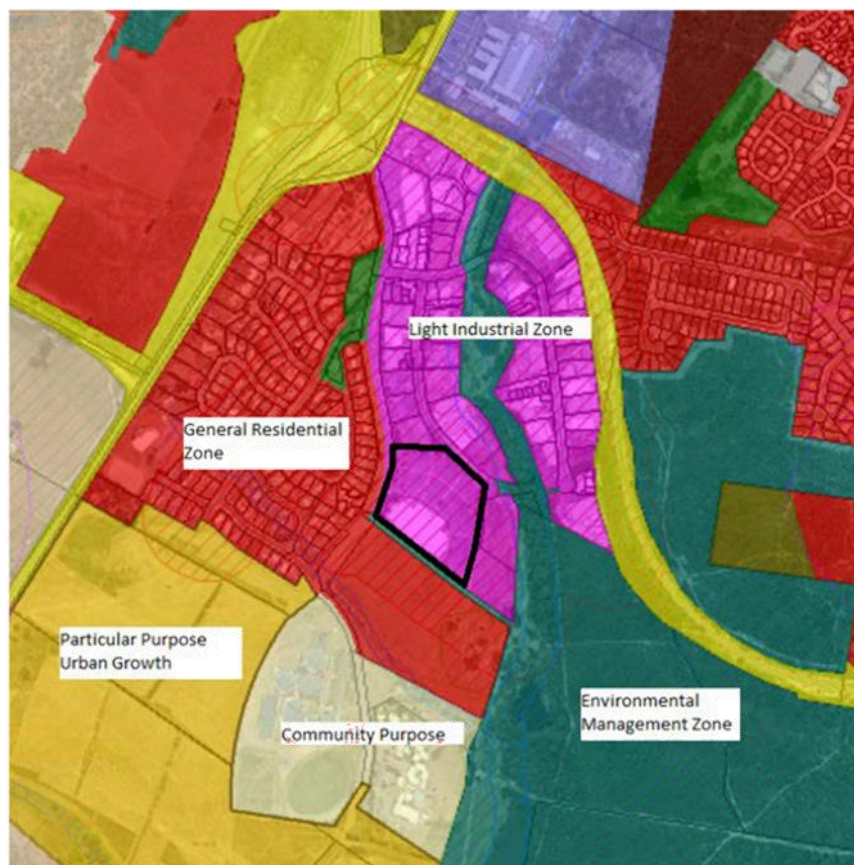 Light Industrial Zone
General Residential
Zone
Particular Purpose
Urban Growth
Environmental
Management Zone
Community Purpose